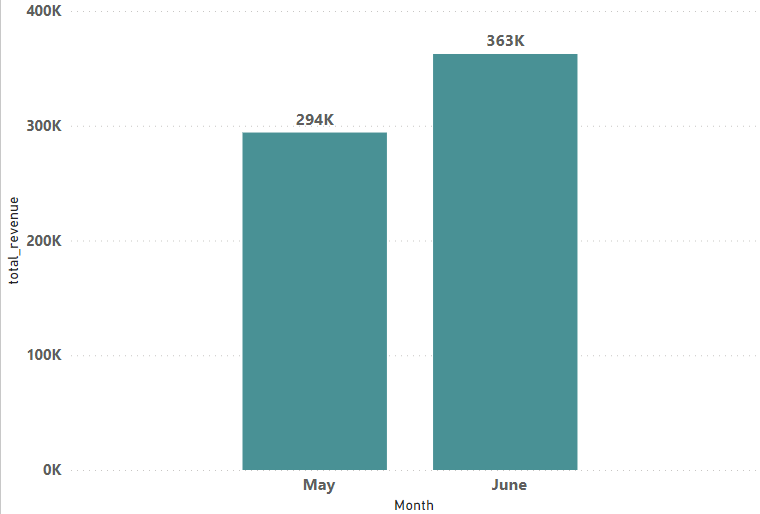 400K
363K
300K
294K
total_revenue
200K
100K
0K
May
June
Month